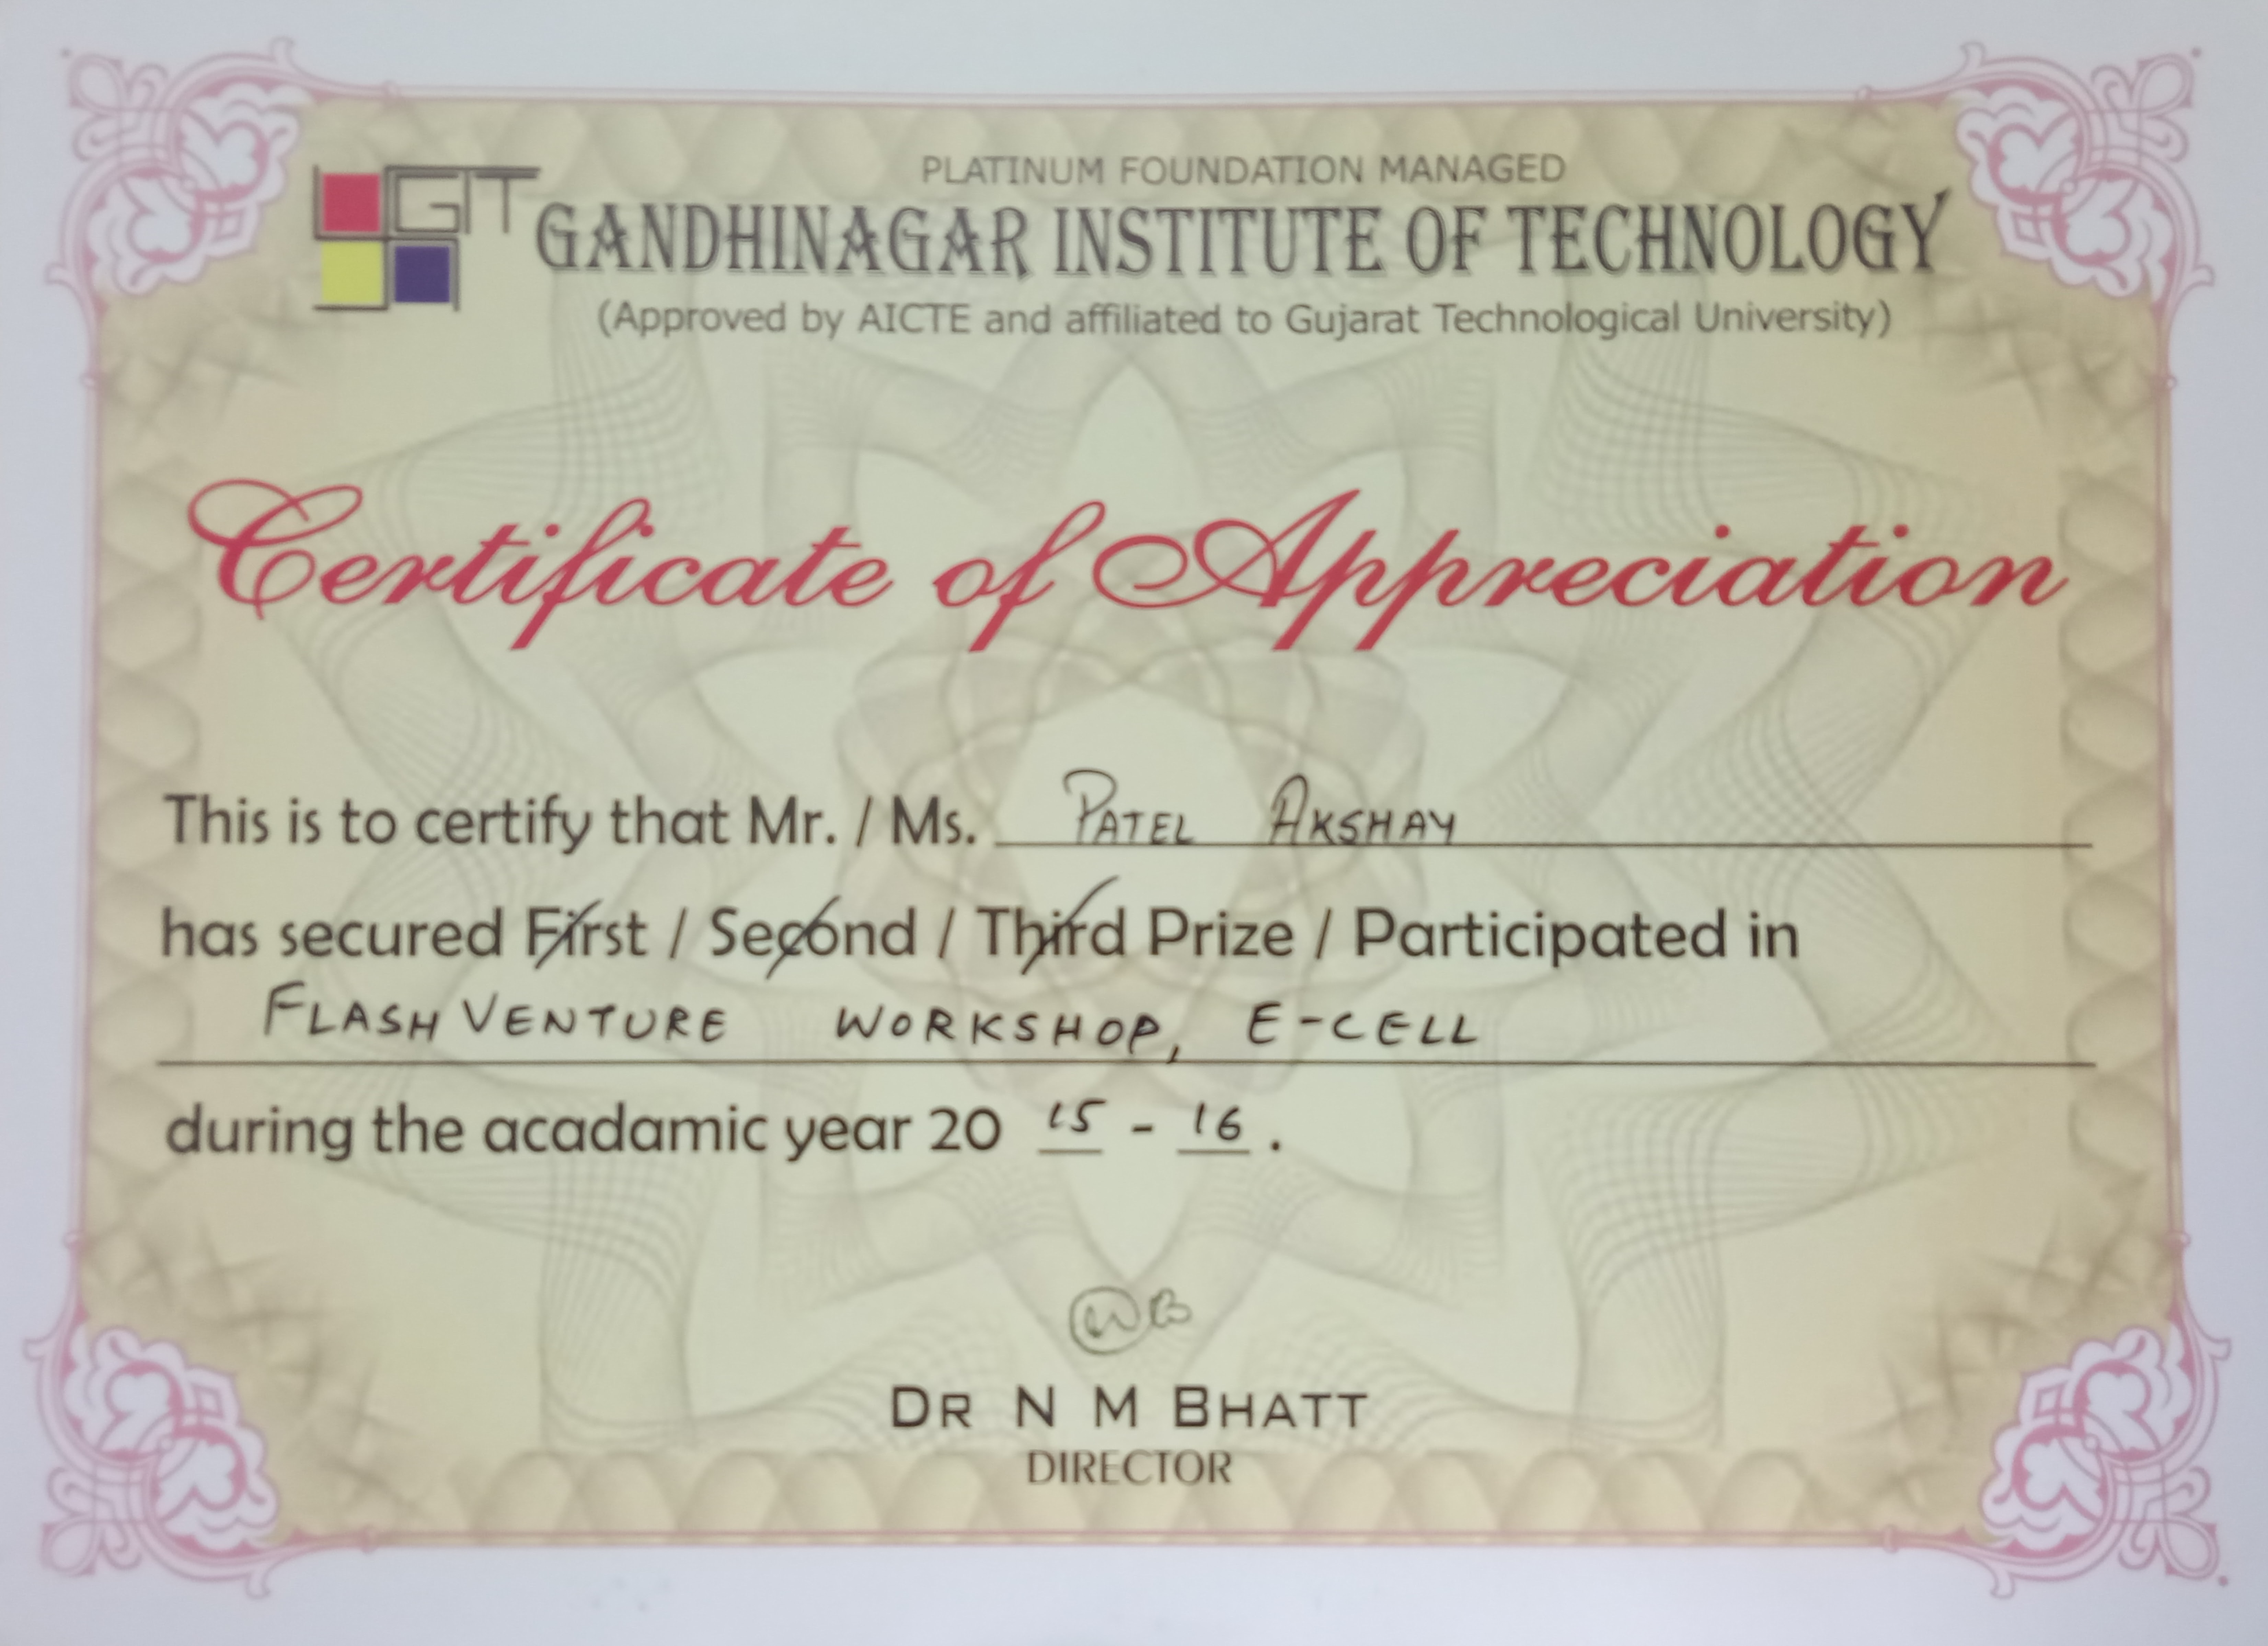 GIT
PLATINUM FOUNDATION MANAGED
GANDHINAGAR INSTITUTE OF TECHNOLOGY
(Approved by AICTE and affiliated to Gujarat Technological University)
Certificate of Appreciation
This is to certify that Mr. / Ms. PATEL AKSHAY
has secured First / Second / Third Prize / Participated in
FLASH VENTURE WORKSHOP, E-CELL
during the acadamic year 20 15 - 16 .
DR N M BHATT
DIRECTOR